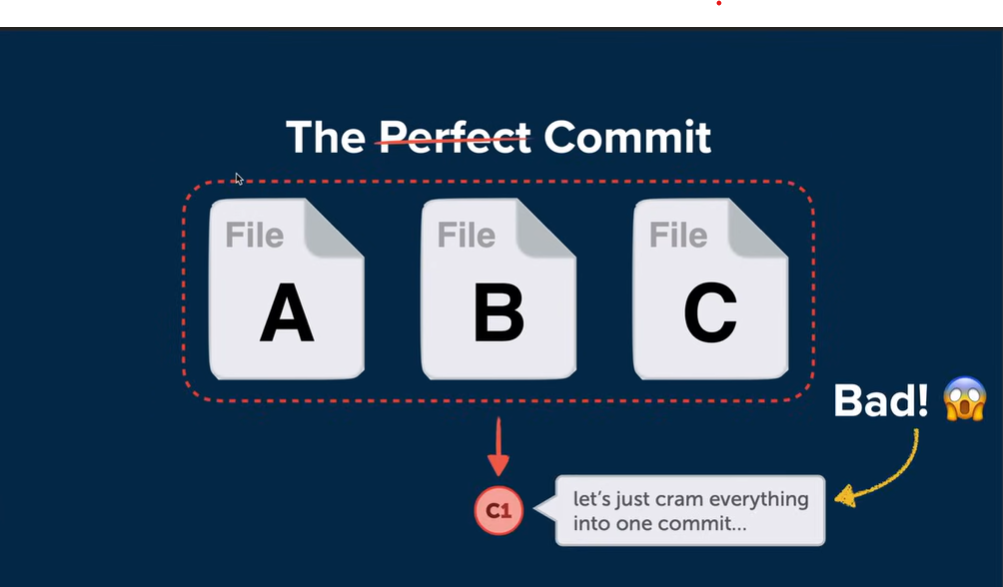 The Perfect Commit
File
A
File
B
File
C
Bad! 😱
C1
let's just cram everything
into one commit...